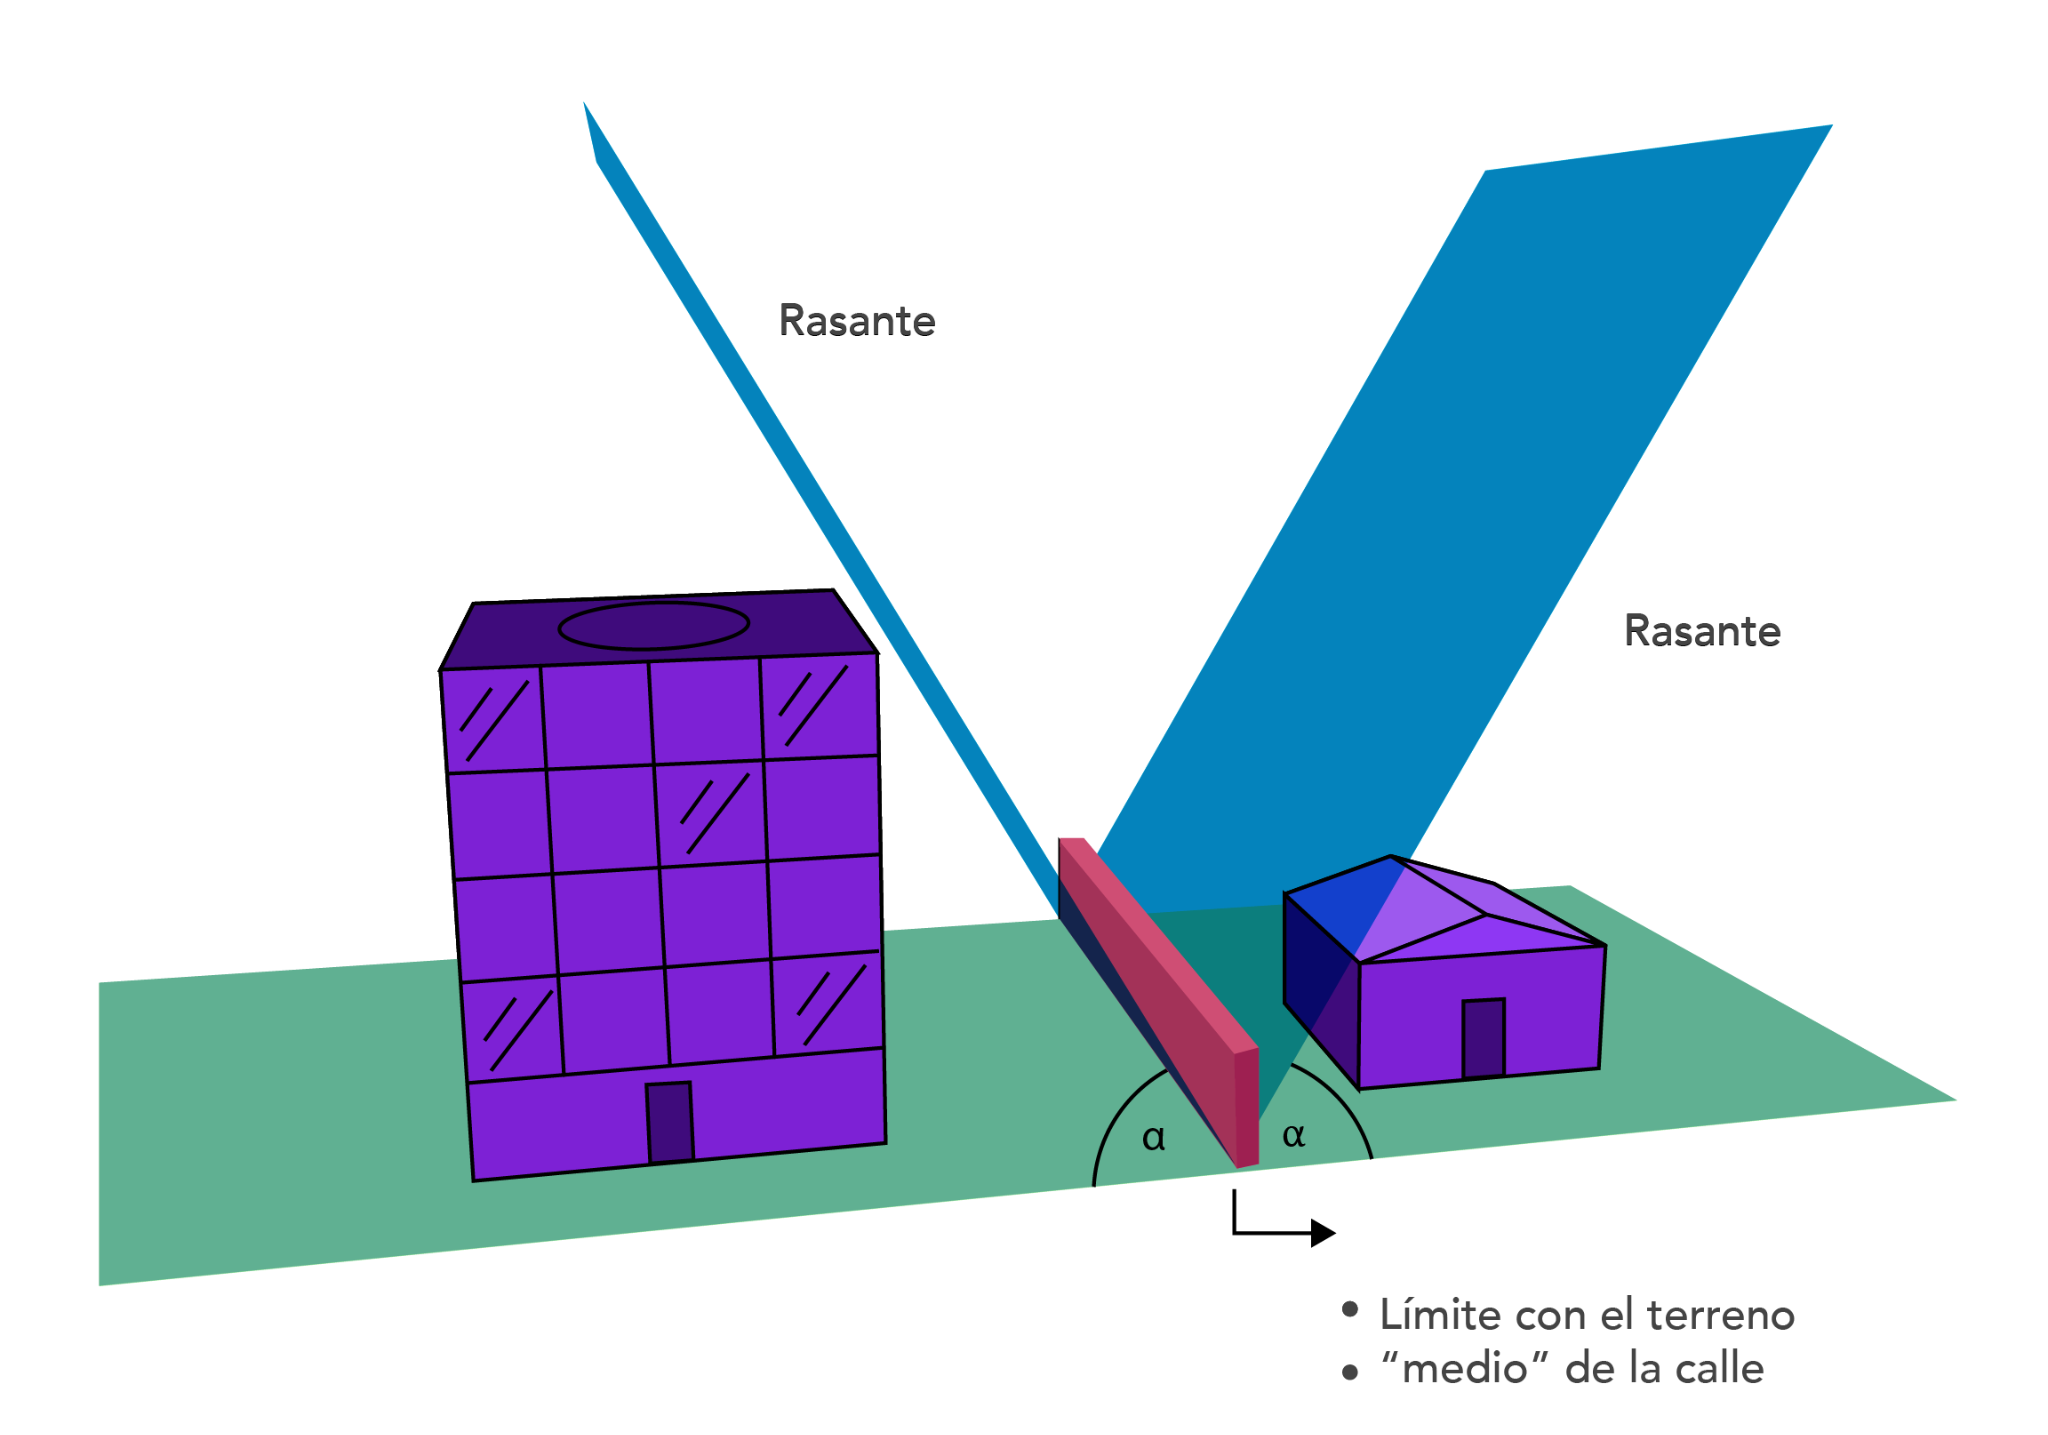 Rasante
Rasante
α
α
• Límite con el terreno
• “medio” de la calle